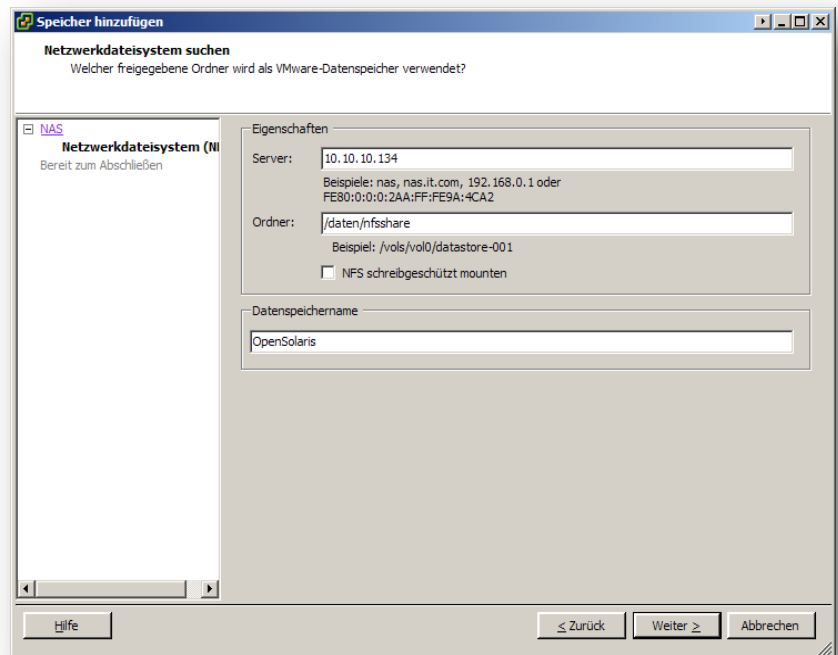 Speicher hinzufügen
Netzwerkdateisystem suchen
Welcher freigegebene Ordner wird als VMware-Datenspeicher verwendet?
NAS
Netzwerkdateisystem (NI
Bereit zum Abschließen
Eigenschaften
Server: 10.10.10.134
Beispiele: nas, nas.it.com, 192.168.0.1 oder
FE80:0:0:0:2AA:FF:FE9A:4CA2
Ordner: /daten/nfsshare
Beispiel: /vols/vol0/datastore-001
NFS schreibgeschützt mounten
Datenspeichername
OpenSolaris
Hilfe
< Zurück
Weiter >
Abbrechen